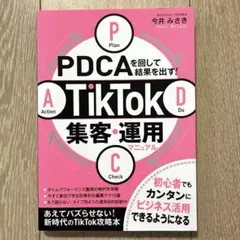 今井 みさき
P
Plan
PDCAを回して
結果を出す!
A
Action
TikTok
D
Do
集客・運用
マニュアル
C
Check
初心者でも
カンタンに
ビジネス活用
できるようになる
あえてバズらせない!
新時代のTikTok攻略本